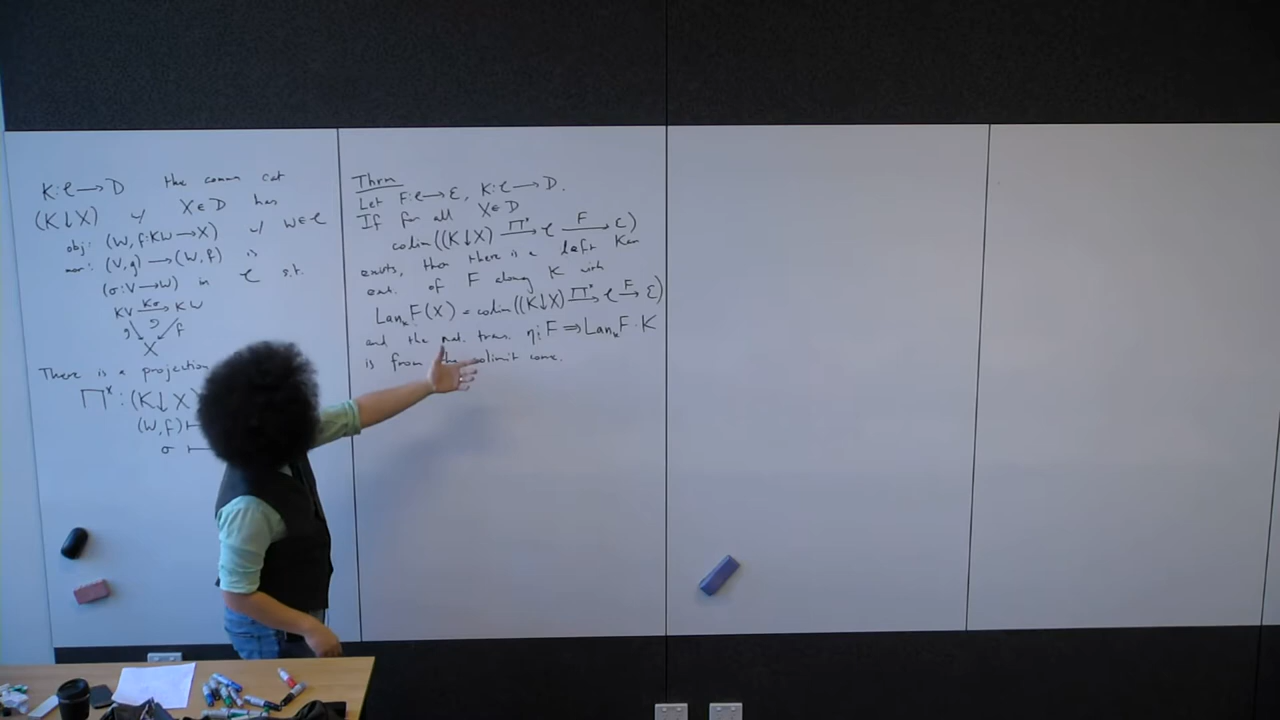 K: C → D the comm cat
(K↓X) w/ X∈D has
obj: (W, f: KW → X) w/ W∈C
mor: (V, g) → (W, f) is
(σ: V → W) in C s.t.
KV —Kσ→ KW
g ↘ ↻ ↙ f
X
There is a projection
Π^X : (K↓X)
(W, f) ↦
σ ↦
Thm
Let F: C → E, K: C → D.
If for all X∈D
colim((K↓X) —Π^X→ C —F→ E)
exists, then there is a left Kan
ext. of F along K with
Lan_K F(X) = colim((K↓X) —Π^X→ C —F→ E)
and the nat. trans. η: F ⇒ Lan_K F · K
is from the colimit cone.